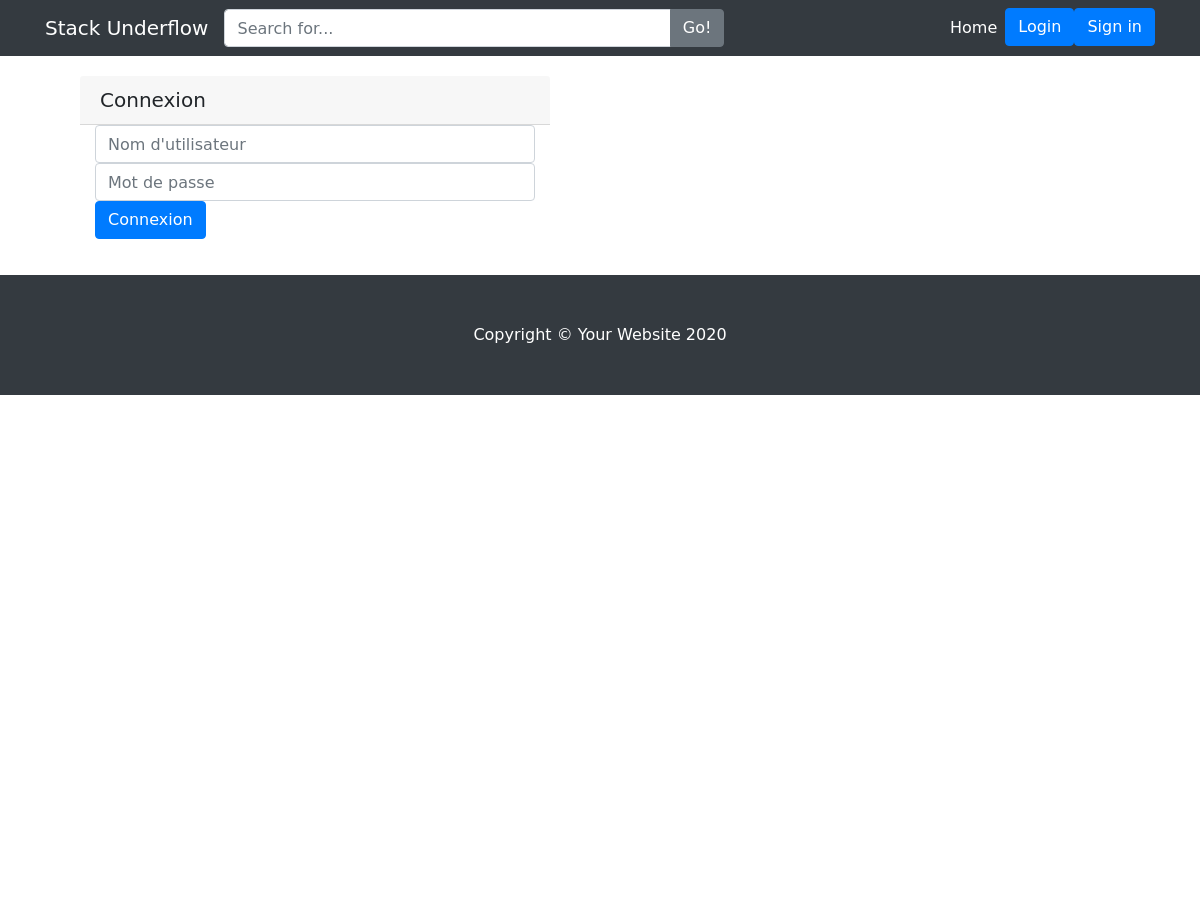 Stack Underflow Search for... Go! Home Login Sign in
Connexion
Nom d'utilisateur
Mot de passe
Connexion
Copyright © Your Website 2020